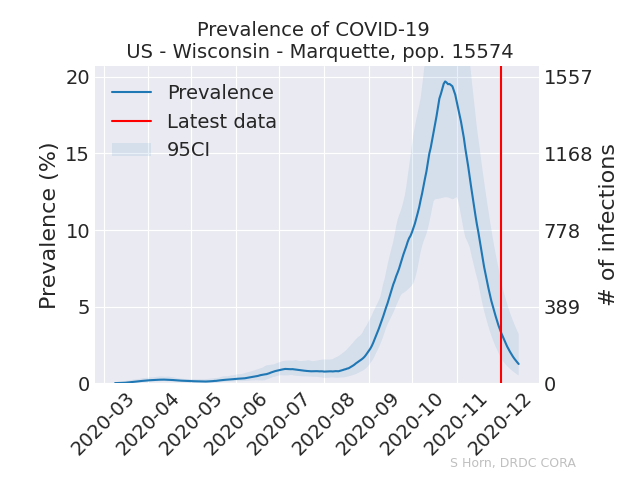 Prevalence of COVID-19
US - Wisconsin - Marquette, pop. 15574
Prevalence
Latest data
95CI
Prevalence (%)
20
15
10
5
0
1557
1168
778
389
0
# of infections
2020-03
2020-04
2020-05
2020-06
2020-07
2020-08
2020-09
2020-10
2020-11
2020-12
S Horn, DRDC CORA